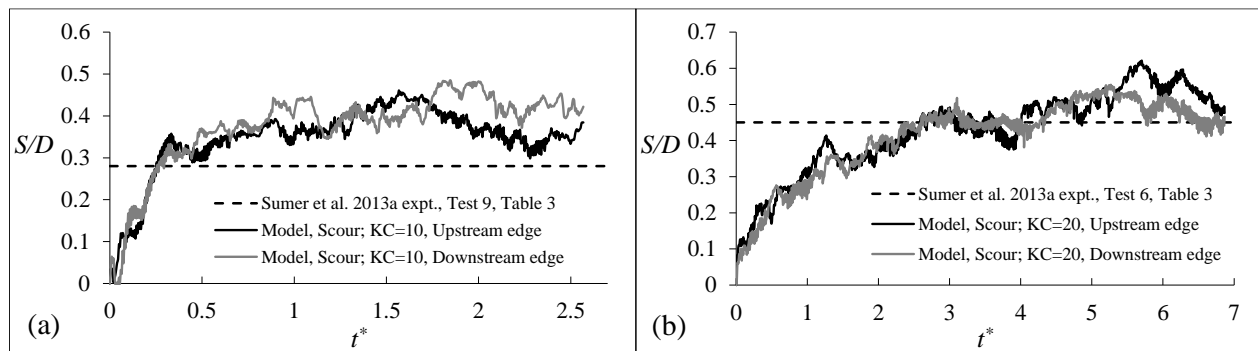 0.6
0.5
0.4
S/D
0.3
0.2
0.1
0
0
0.5
1
1.5
2
2.5
t*
(a)
Sumer et al. 2013a expt., Test 9, Table 3
Model, Scour; KC=10, Upstream edge
Model, Scour; KC=10, Downstream edge
0.7
0.6
0.5
0.4
S/D
0.3
0.2
0.1
0
0
1
2
3
4
5
6
7
t*
(b)
Sumer et al. 2013a expt., Test 6, Table 3
Model, Scour; KC=20, Upstream edge
Model, Scour; KC=20, Downstream edge